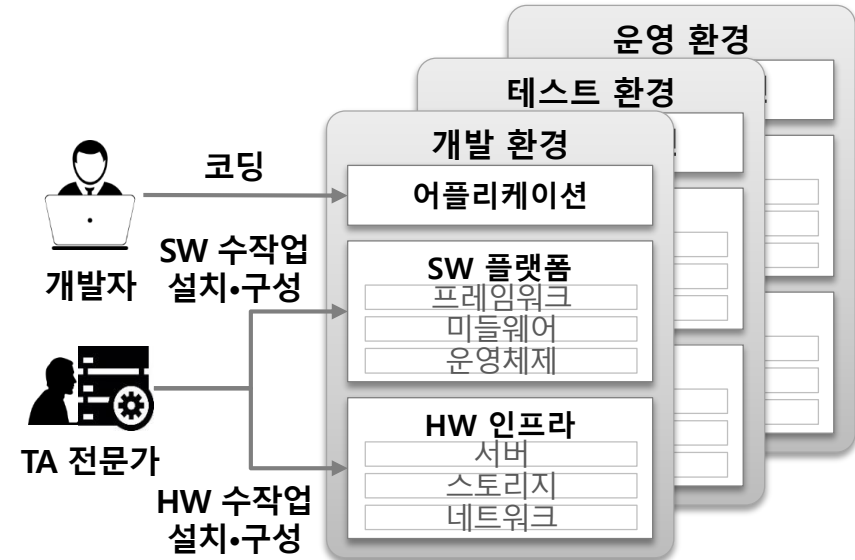 운영 환경
테스트 환경
개발 환경
코딩
어플리케이션
개발자
SW 수작업
설치•구성
SW 플랫폼
프레임워크
미들웨어
운영체제
TA 전문가
HW 수작업
설치•구성
HW 인프라
서버
스토리지
네트워크